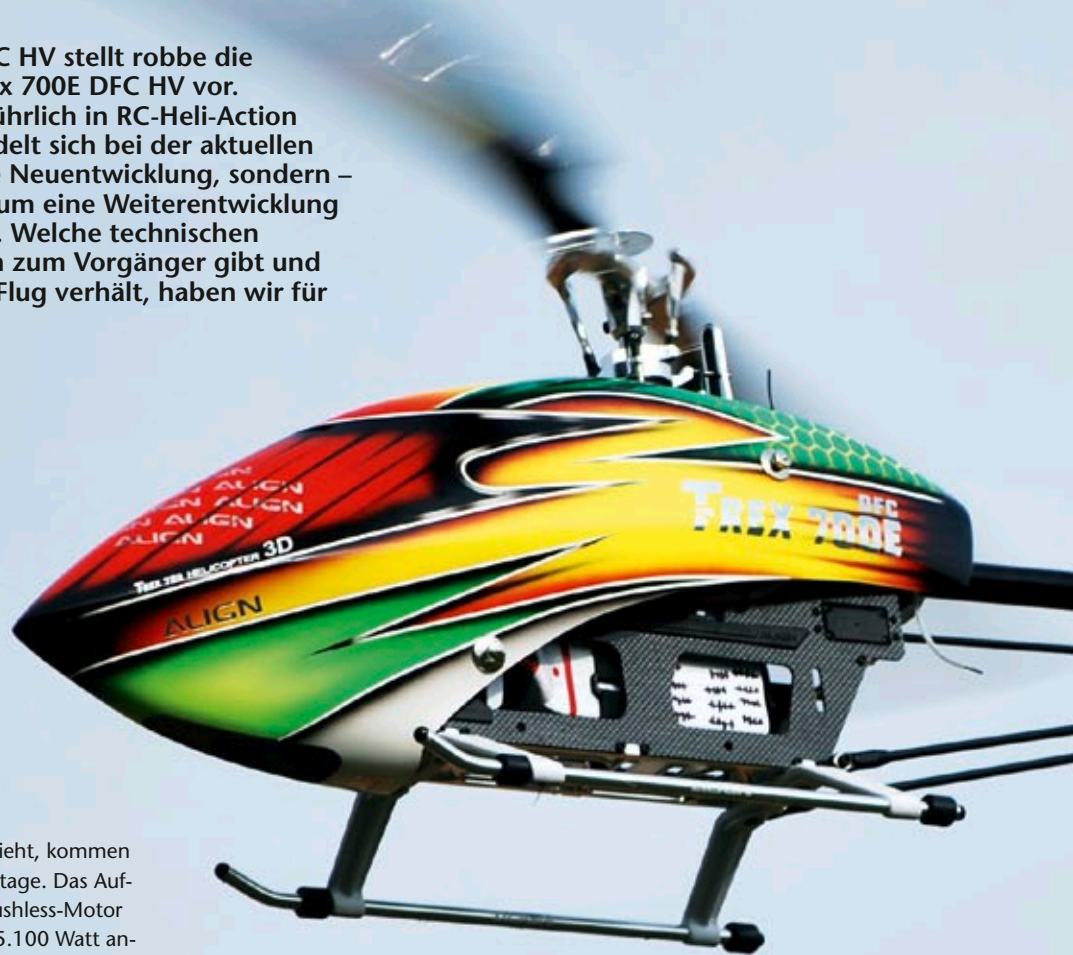 C HV stellt robbe die
x 700E DFC HV vor.
ührlich in RC-Heli-Action
delt sich bei der aktuellen
e Neuentwicklung, sondern –
um eine Weiterentwicklung
. Welche technischen
n zum Vorgänger gibt und
Flug verhält, haben wir für
ALIGN
ALIGN
ALIGN
ALIGN
HELICOPTER 3D
ALIGN
DFC
T-REX 700E
ieht, kommen
tage. Das Auf-
ushless-Motor
5.100 Watt an-